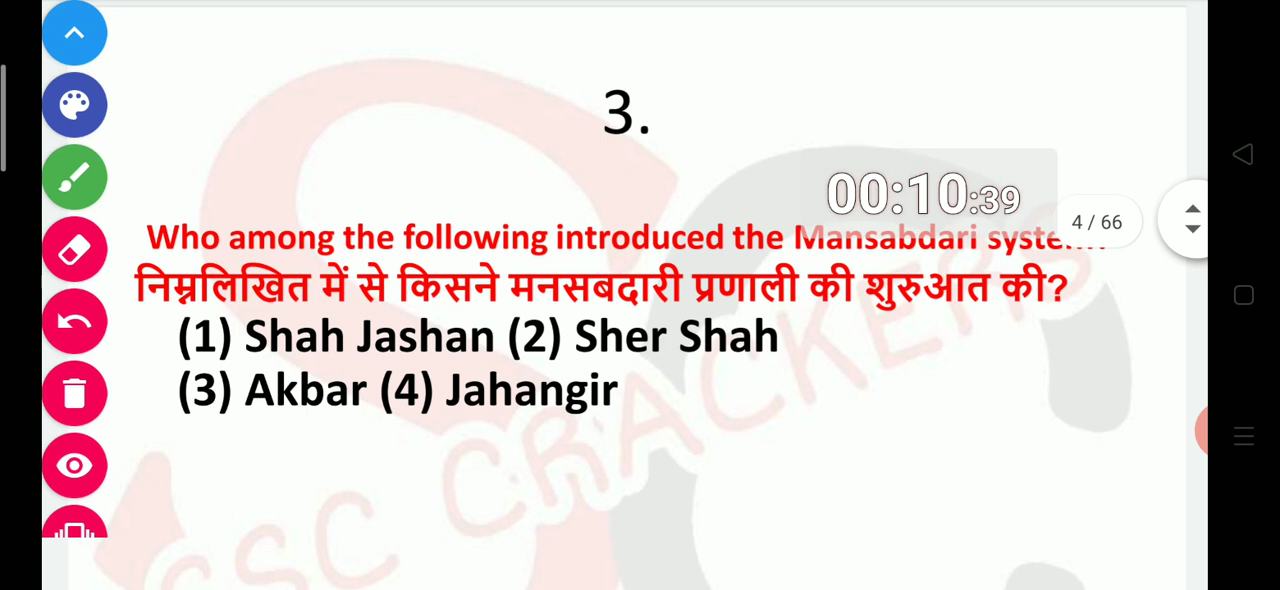 3.
00:10:39
4 / 66
Who among the following introduced the Mansabdari
निम्नलिखित में से किसने मनसबदारी प्रणाली की शुरुआत की?
(1) Shah Jashan (2) Sher Shah
(3) Akbar (4) Jahangir
SSC CRACKERS